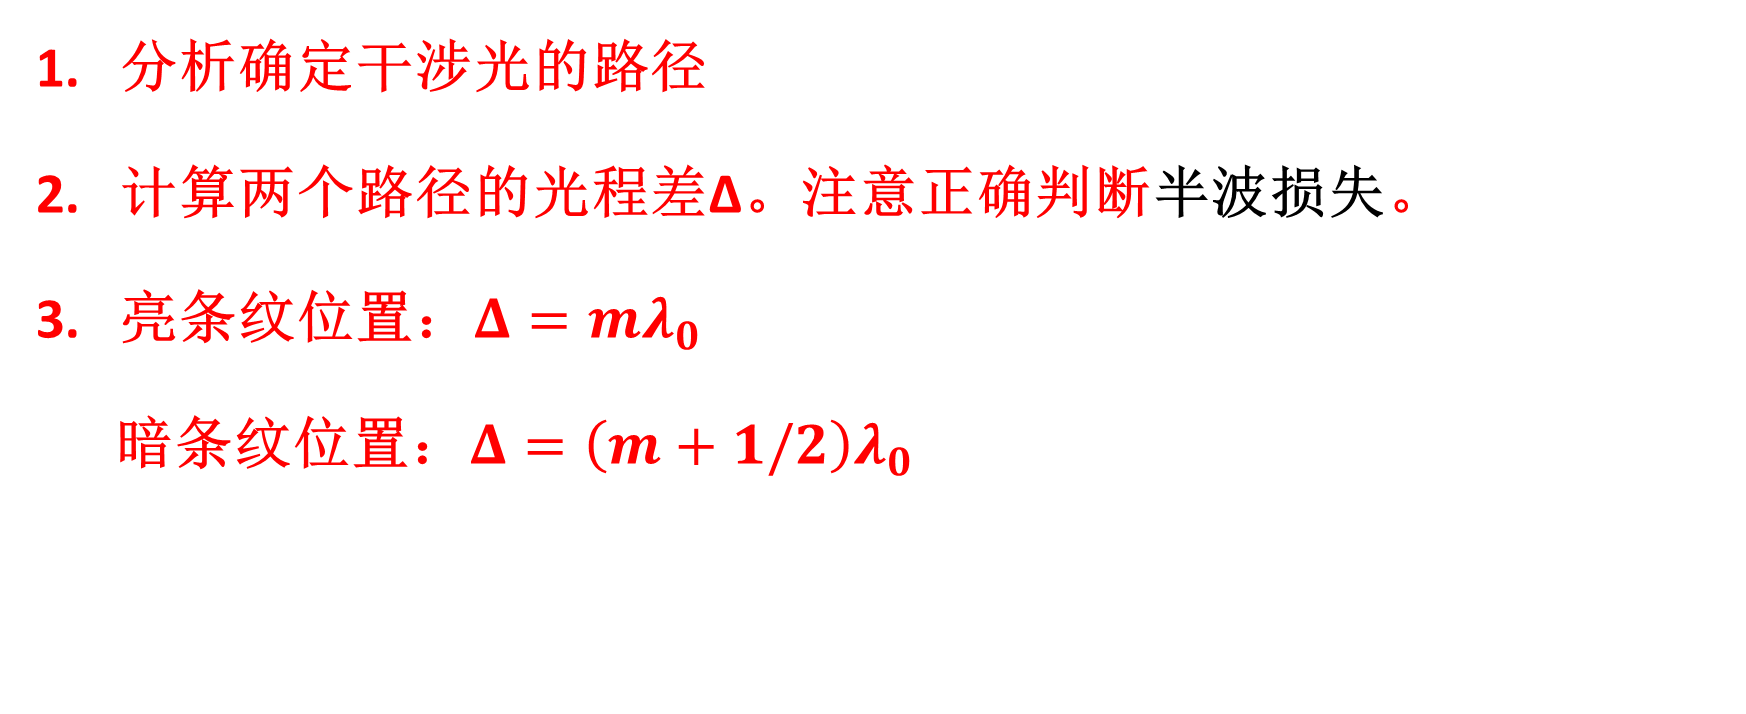 1. 分析确定干涉光的路径
2. 计算两个路径的光程差Δ。注意正确判断半波损失。
3. 亮条纹位置：Δ = mλ₀
暗条纹位置：Δ = (m + 1/2)λ₀